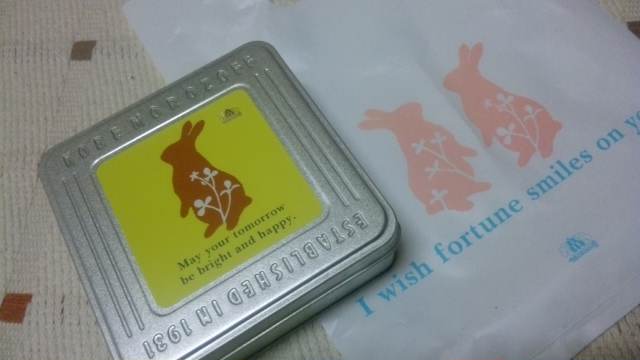 KOBE MOROZOFF
May your tomorrow
be bright and happy.
ESTABLISHED IN 1931
I wish fortune smiles on